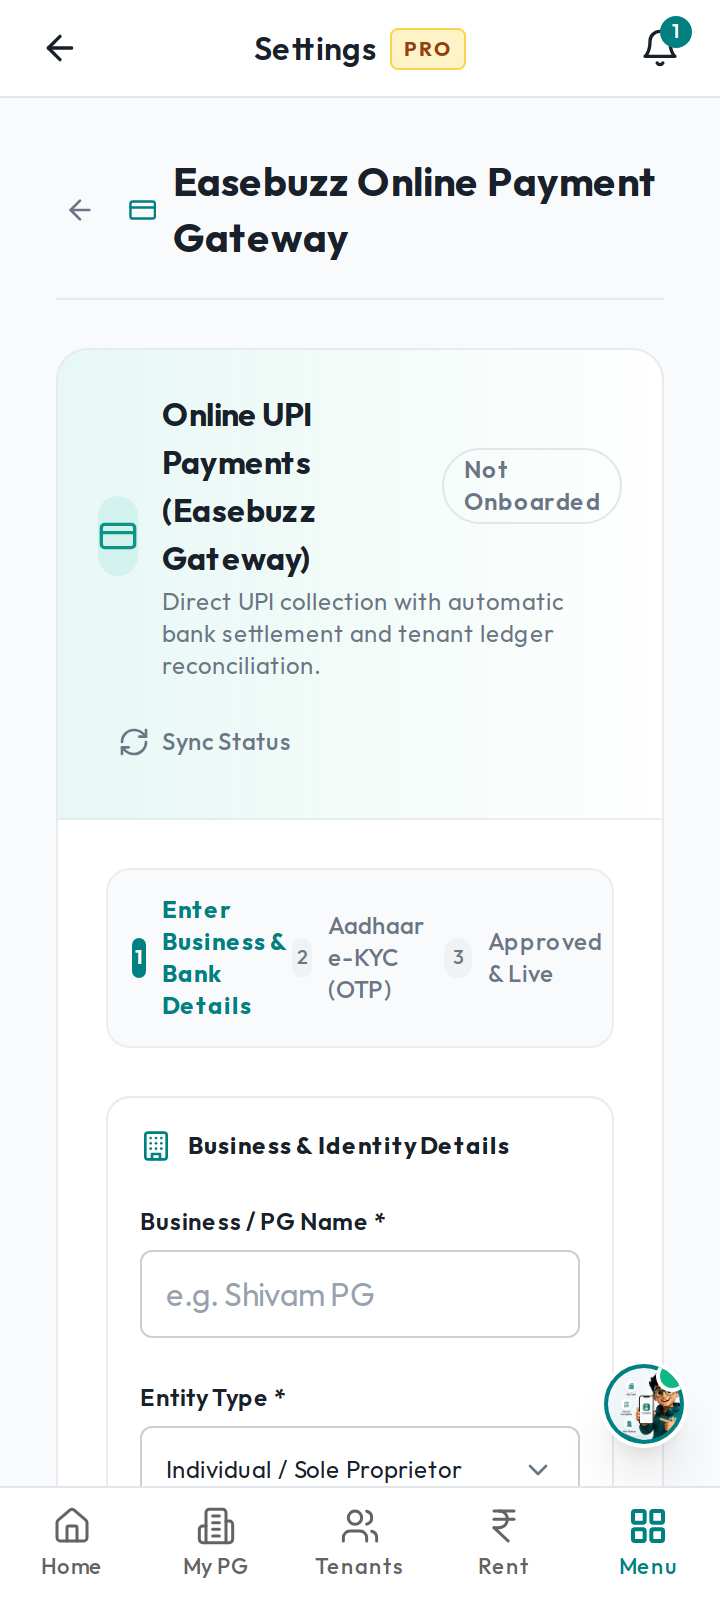 Settings PRO
1
Easebuzz Online Payment
Gateway
Online UPI
Payments
(Easebuzz
Gateway)
Not
Onboarded
Direct UPI collection with automatic
bank settlement and tenant ledger
reconciliation.
Sync Status
1
Enter
Business &
Bank
Details
2
Aadhaar
e-KYC
(OTP)
3
Approved
& Live
Business & Identity Details
Business / PG Name *
e.g. Shivam PG
Entity Type *
Individual / Sole Proprietor
Home
My PG
Tenants
Rent
Menu